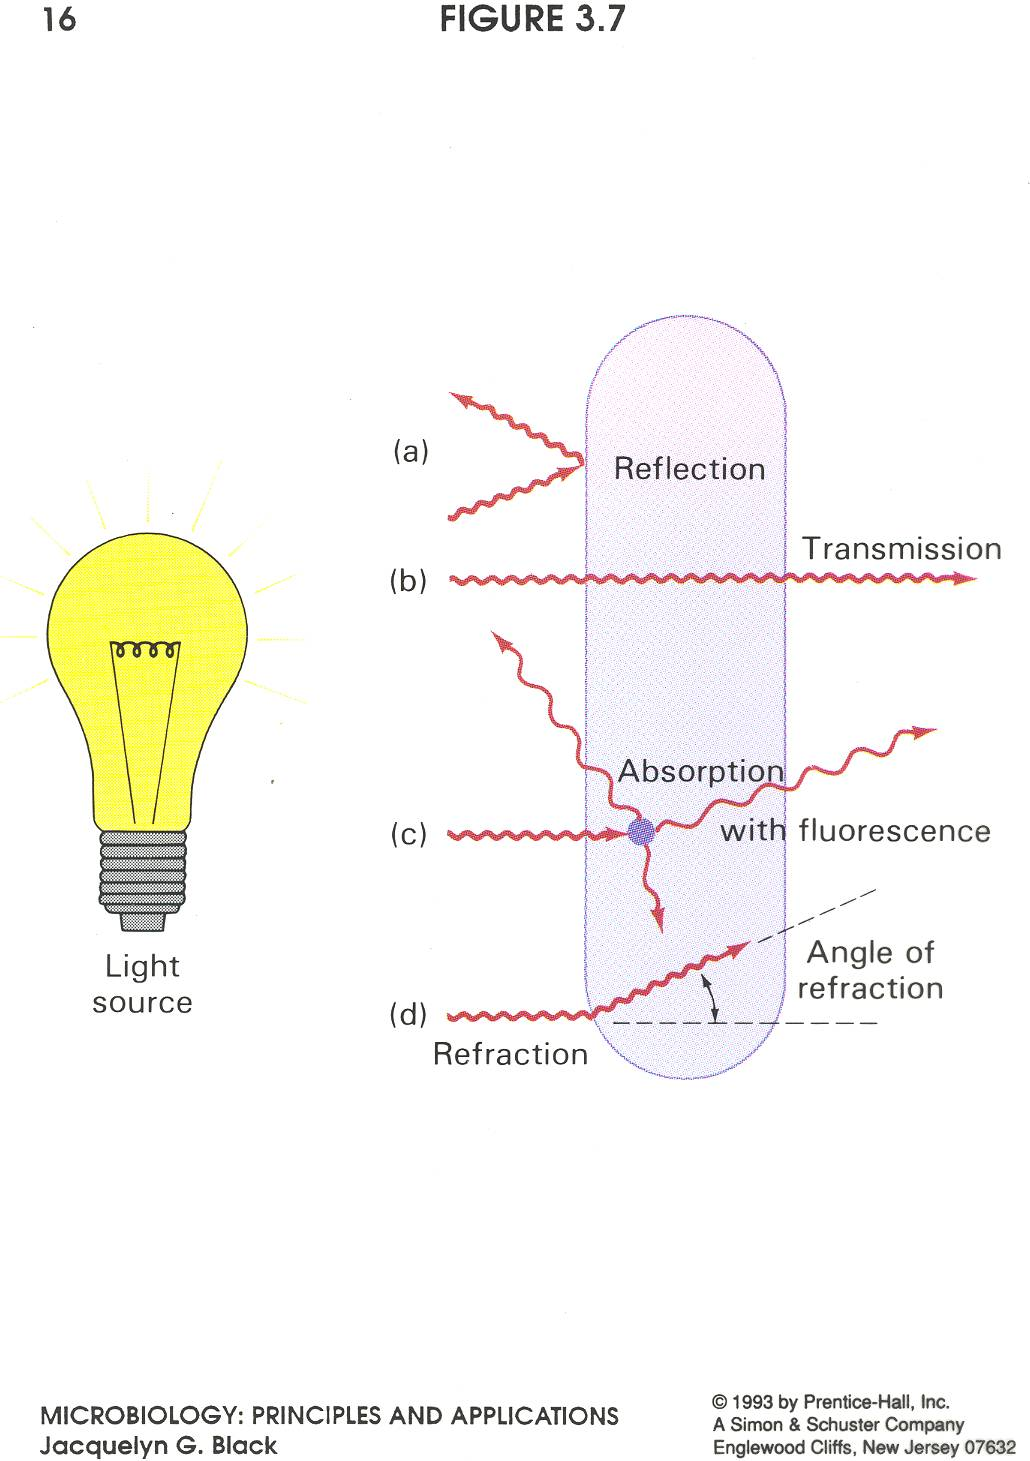 16
FIGURE 3.7
(a)
Reflection
Transmission
(b)
Absorption
(c)
with fluorescence
Light
source
Angle of
refraction
(d)
Refraction
MICROBIOLOGY: PRINCIPLES AND APPLICATIONS
Jacquelyn G. Black
© 1993 by Prentice-Hall, Inc.
A Simon & Schuster Company
Englewood Cliffs, New Jersey 07632